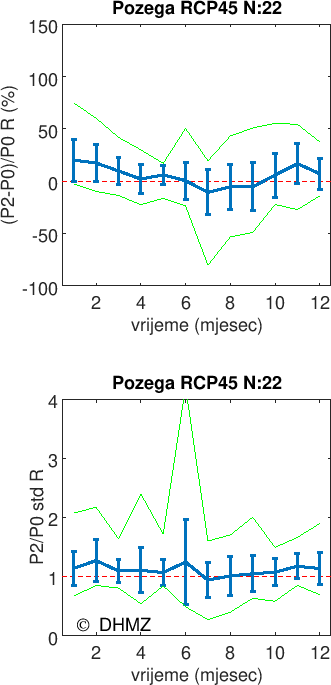 Pozega RCP45 N:22
150
100
50
0
-50
-100
(P2-P0)/P0 R (%)
2 4 6 8 10 12
vrijeme (mjesec)
Pozega RCP45 N:22
4
3
2
1
0
P2/P0 std R
© DHMZ
2 4 6 8 10 12
vrijeme (mjesec)